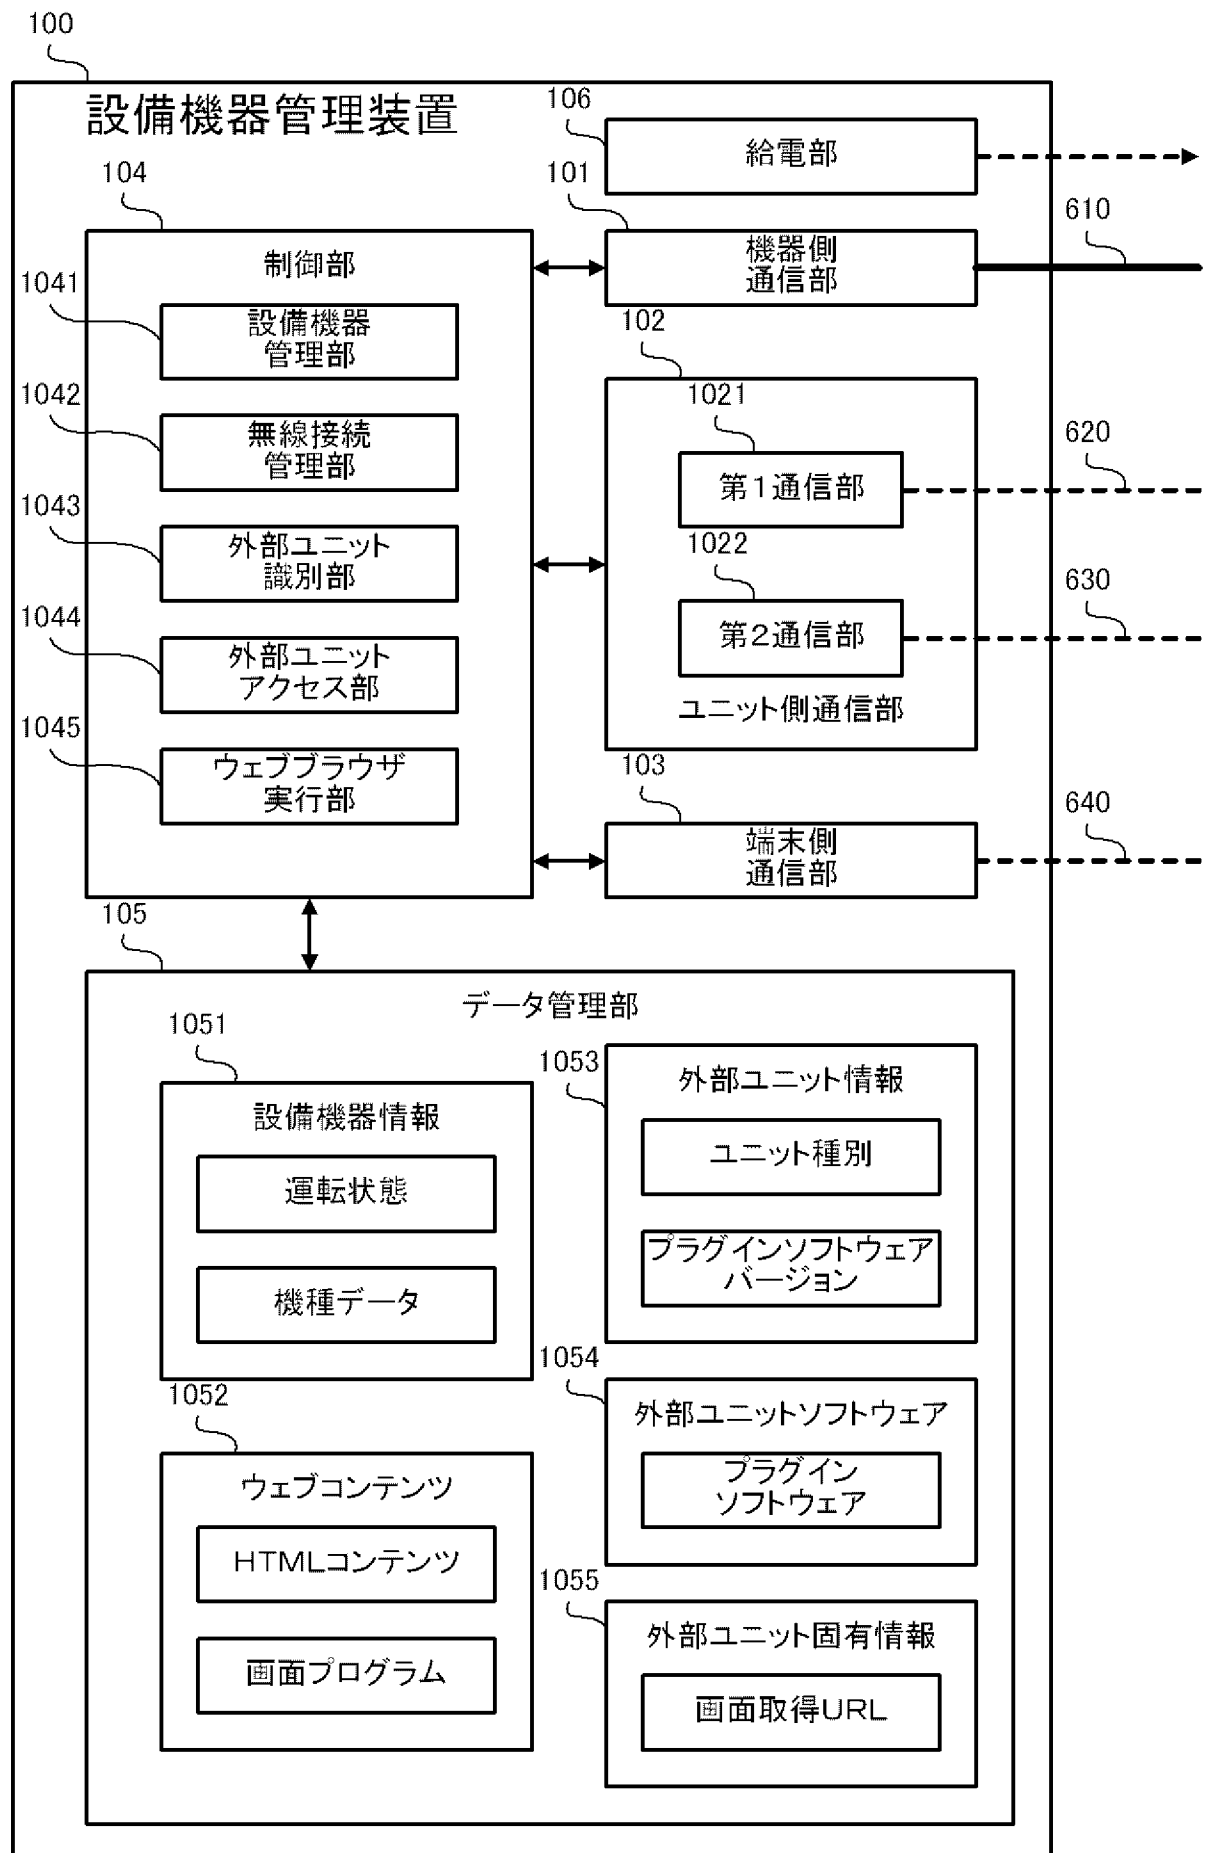 100
設備機器管理装置
106
給電部
104
101
610
制御部
機器側
通信部
1041
設備機器
管理部
102
1042
無線接続
管理部
1021
620
第1通信部
1043
外部ユニット
識別部
1022
630
第2通信部
1044
外部ユニット
アクセス部
ユニット側通信部
1045
ウェブブラウザ
実行部
103
640
端末側
通信部
105
データ管理部
1051
設備機器情報
運転状態
機種データ
1053
外部ユニット情報
ユニット種別
プラグインソフトウェア
バージョン
1052
ウェブコンテンツ
HTMLコンテンツ
画面プログラム
1054
外部ユニットソフトウェア
プラグイン
ソフトウェア
1055
外部ユニット固有情報
画面取得URL